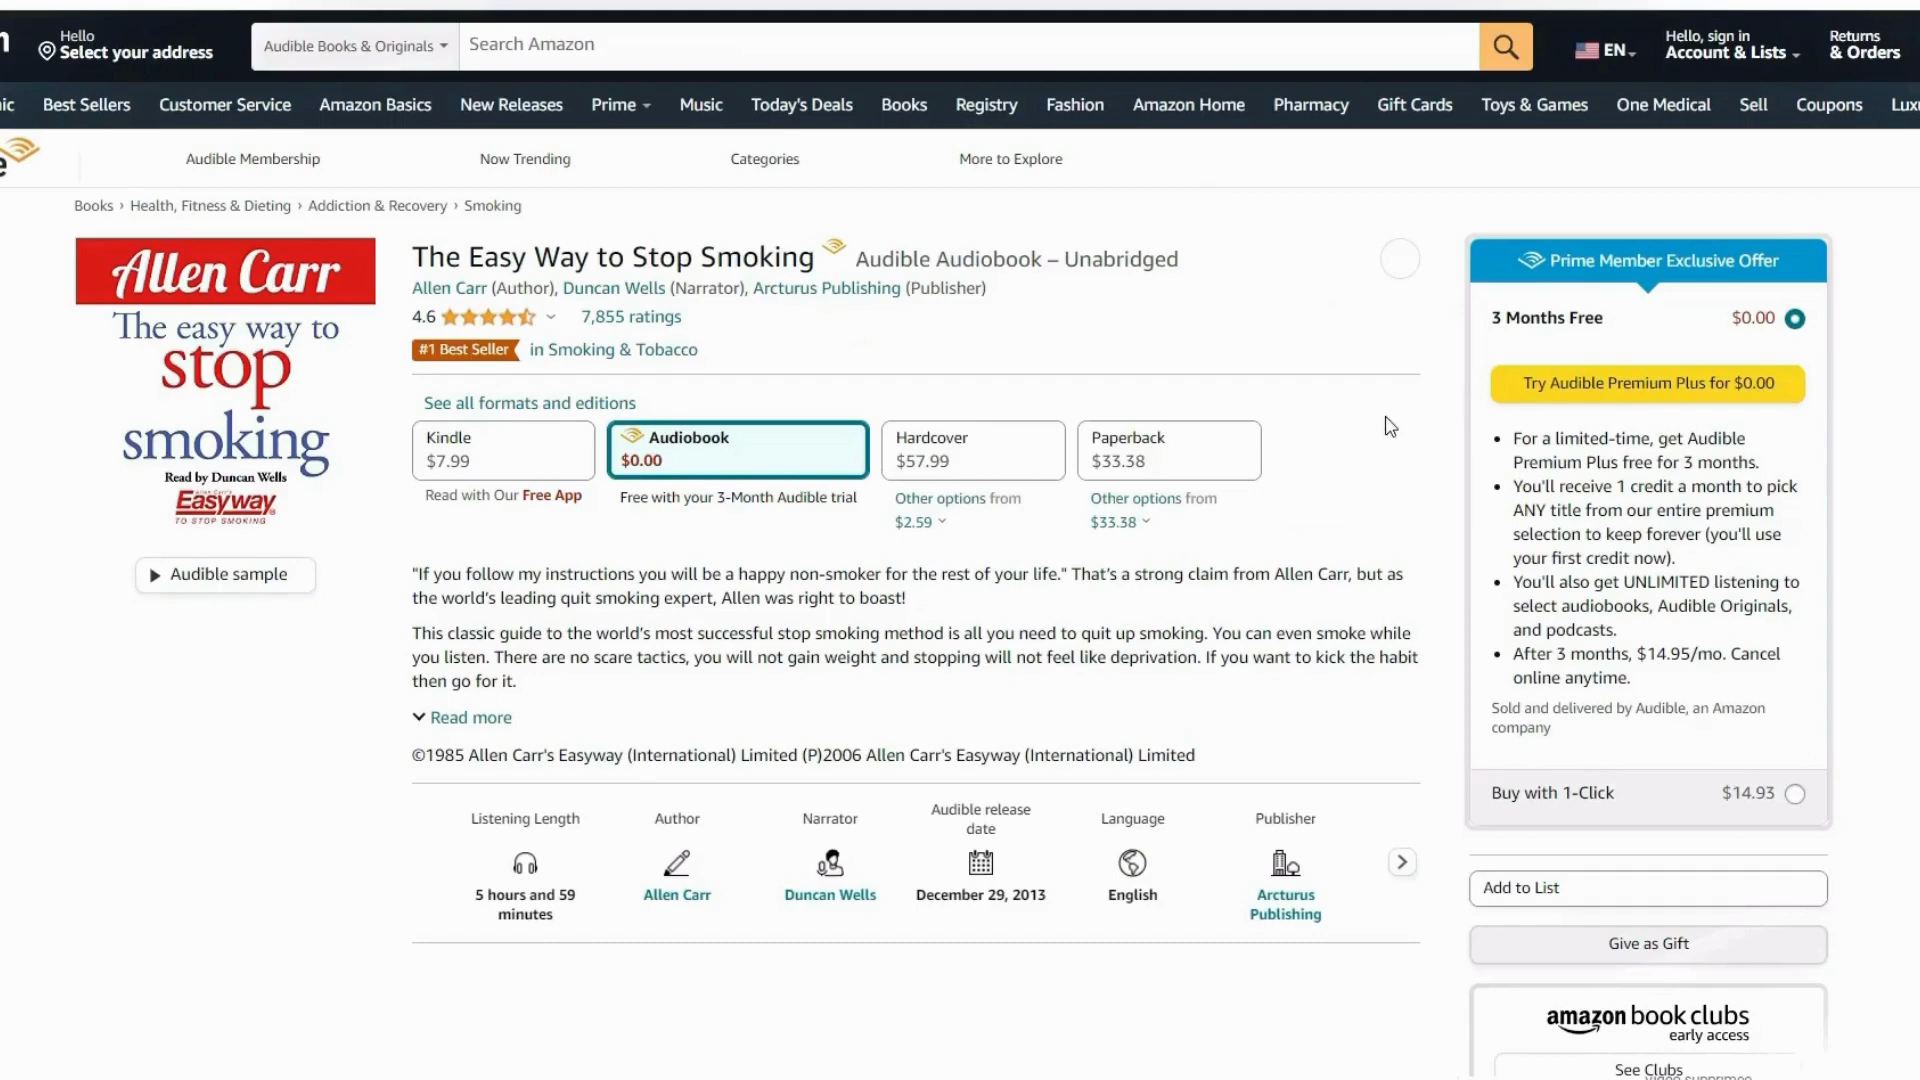 Hello
Select your address
Audible Books & Originals
Search Amazon
EN
Hello, sign in
Account & Lists
Returns
& Orders
ic
Best Sellers
Customer Service
Amazon Basics
New Releases
Prime
Music
Today's Deals
Books
Registry
Fashion
Amazon Home
Pharmacy
Gift Cards
Toys & Games
One Medical
Sell
Coupons
Lux
Audible Membership
Now Trending
Categories
More to Explore
Books › Health, Fitness & Dieting › Addiction & Recovery › Smoking
Allen Carr
The easy way to
stop
smoking
Read by Duncan Wells
Allen Carr's
Easyway
TO STOP SMOKING
Audible sample
The Easy Way to Stop Smoking Audible Audiobook – Unabridged
Allen Carr (Author), Duncan Wells (Narrator), Arcturus Publishing (Publisher)
4.6 7,855 ratings
#1 Best Seller in Smoking & Tobacco
See all formats and editions
Kindle
$7.99
Read with Our Free App
Audiobook
$0.00
Free with your 3-Month Audible trial
Hardcover
$57.99
Other options from
$2.59
Paperback
$33.38
Other options from
$33.38
"If you follow my instructions you will be a happy non-smoker for the rest of your life." That's a strong claim from Allen Carr, but as
the world's leading quit smoking expert, Allen was right to boast!
This classic guide to the world's most successful stop smoking method is all you need to quit up smoking. You can even smoke while
you listen. There are no scare tactics, you will not gain weight and stopping will not feel like deprivation. If you want to kick the habit
then go for it.
Read more
©1985 Allen Carr's Easyway (International) Limited (P)2006 Allen Carr's Easyway (International) Limited
Listening Length
5 hours and 59
minutes
Author
Allen Carr
Narrator
Duncan Wells
Audible release
date
December 29, 2013
Language
English
Publisher
Arcturus
Publishing
Prime Member Exclusive Offer
3 Months Free $0.00
Try Audible Premium Plus for $0.00
• For a limited-time, get Audible
Premium Plus free for 3 months.
• You'll receive 1 credit a month to pick
ANY title from our entire premium
selection to keep forever (you'll use
your first credit now).
• You'll also get UNLIMITED listening to
select audiobooks, Audible Originals,
and podcasts.
• After 3 months, $14.95/mo. Cancel
online anytime.
Sold and delivered by Audible, an Amazon
company
Buy with 1-Click $14.93
Add to List
Give as Gift
amazon book clubs
early access
See Clubs